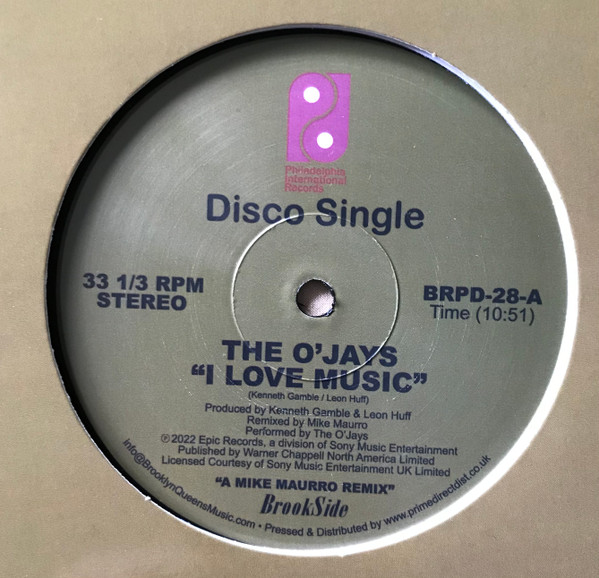 Philadelphia
International
Records
Disco Single
33 1/3 RPM
STEREO
BRPD-28-A
Time (10:51)
THE O'JAYS
"I LOVE MUSIC"
(Kenneth Gamble / Leon Huff)
Produced by Kenneth Gamble & Leon Huff
Remixed by Mike Maurro
Performed by The O'Jays
℗ 2022 Epic Records, a division of Sony Music Entertainment
Published by Warner Chappell North America Limited
Licensed Courtesy of Sony Music Entertainment UK Limited
"A MIKE MAURRO REMIX"
BrookSide
info@BrooklynQueensMusic.com • Pressed & Distributed by www.primedirectdist.co.uk